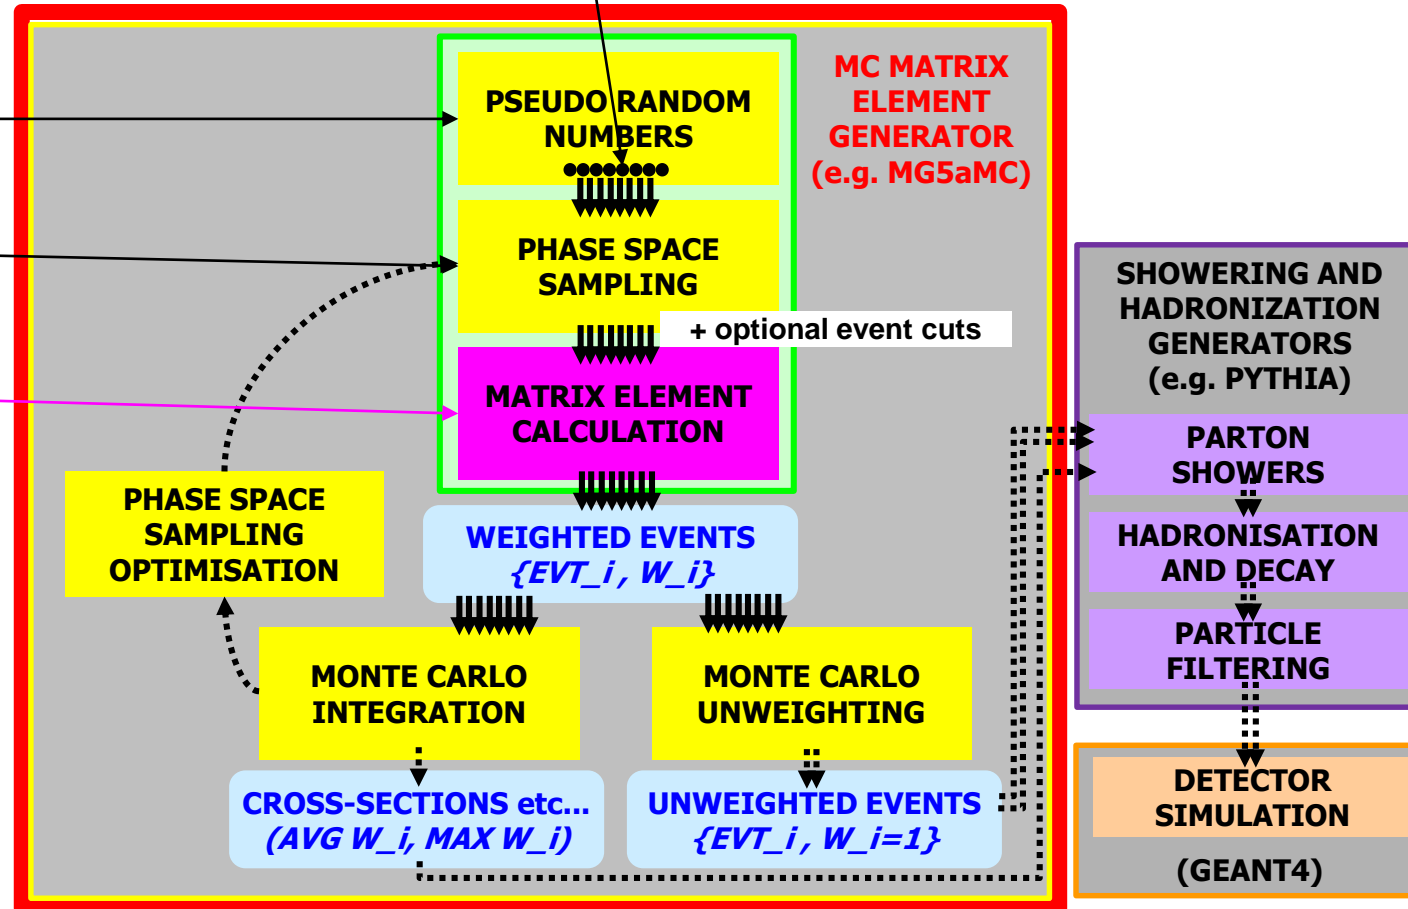 PSEUDO RANDOM
NUMBERS
MC MATRIX
ELEMENT
GENERATOR
(e.g. MG5aMC)
PHASE SPACE
SAMPLING
+ optional event cuts
MATRIX ELEMENT
CALCULATION
PHASE SPACE
SAMPLING
OPTIMISATION
WEIGHTED EVENTS
{EVT_i , W_i}
MONTE CARLO
INTEGRATION
MONTE CARLO
UNWEIGHTING
CROSS-SECTIONS etc...
(AVG W_i, MAX W_i)
UNWEIGHTED EVENTS
{EVT_i , W_i=1}
SHOWERING AND
HADRONIZATION
GENERATORS
(e.g. PYTHIA)
PARTON
SHOWERS
HADRONISATION
AND DECAY
PARTICLE
FILTERING
DETECTOR
SIMULATION
(GEANT4)